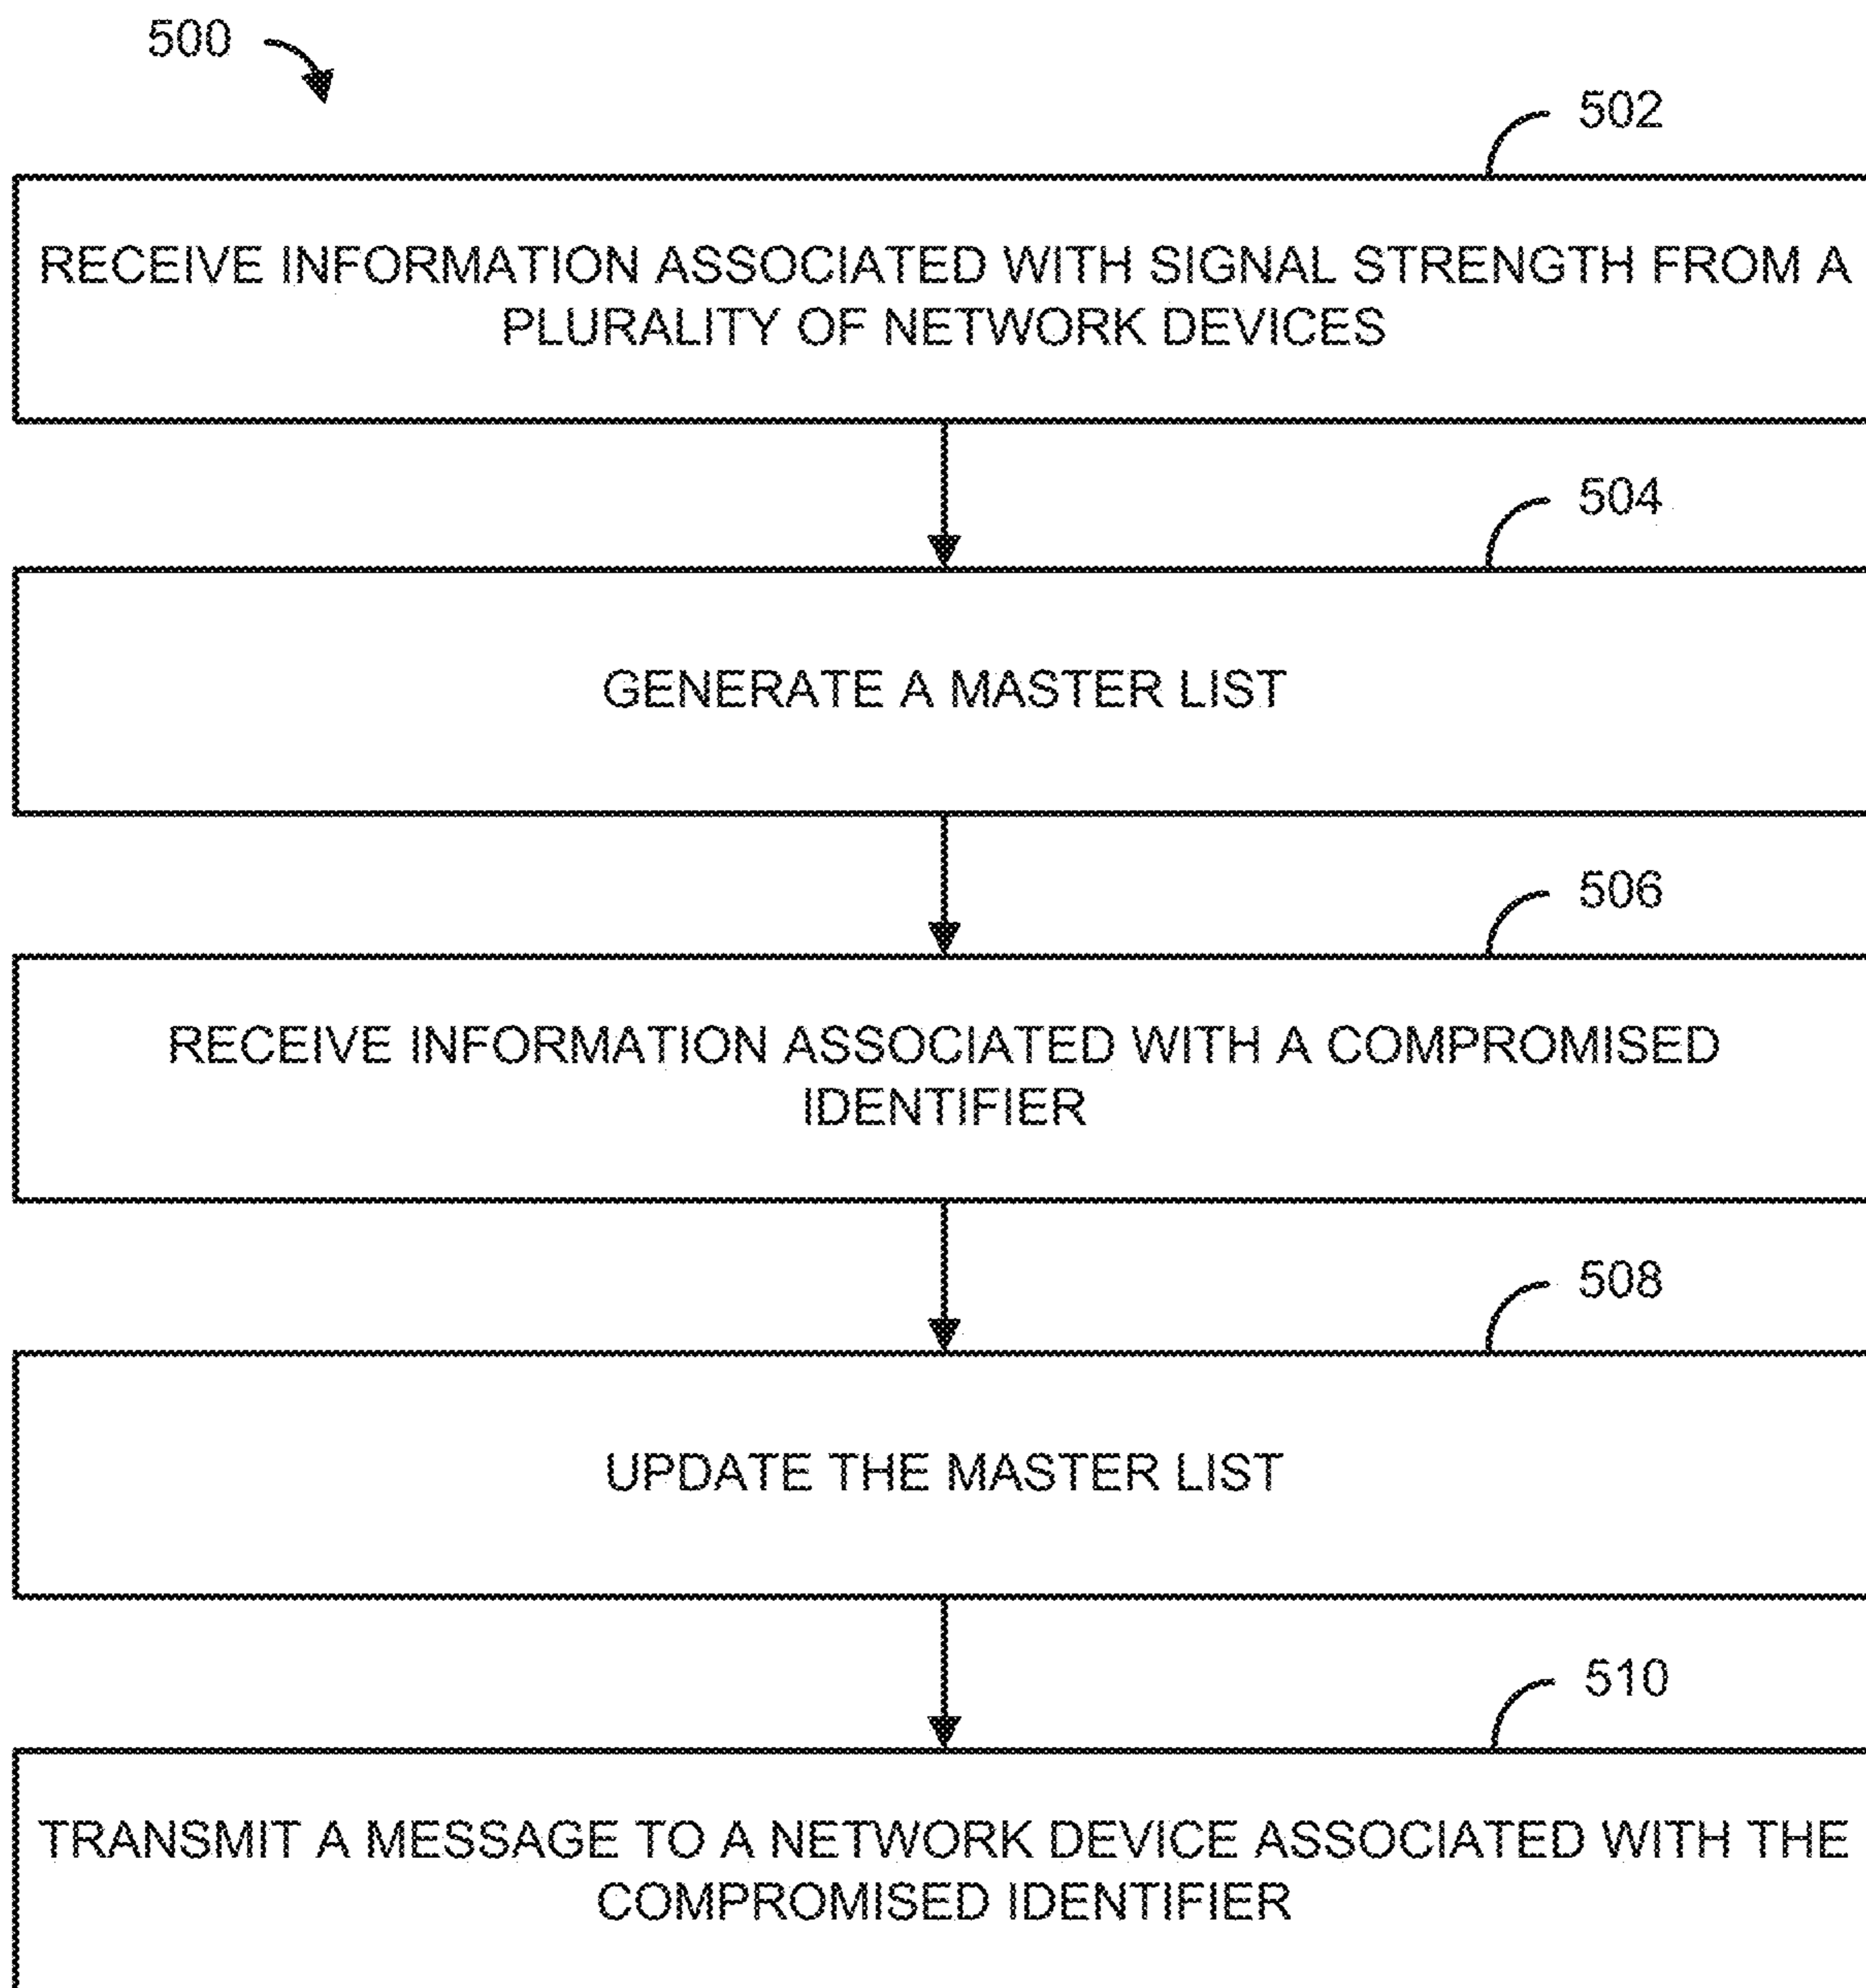 500
502
RECEIVE INFORMATION ASSOCIATED WITH SIGNAL STRENGTH FROM A
PLURALITY OF NETWORK DEVICES
504
GENERATE A MASTER LIST
506
RECEIVE INFORMATION ASSOCIATED WITH A COMPROMISED
IDENTIFIER
508
UPDATE THE MASTER LIST
510
TRANSMIT A MESSAGE TO A NETWORK DEVICE ASSOCIATED WITH THE
COMPROMISED IDENTIFIER